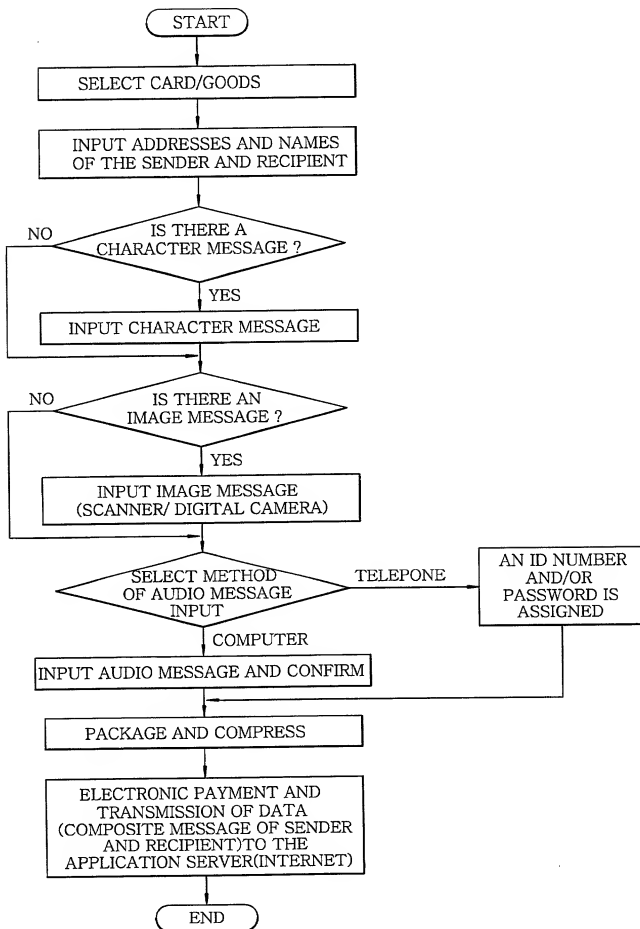 START
SELECT CARD/GOODS
INPUT ADDRESSES AND NAMES
OF THE SENDER AND RECIPIENT
IS THERE A
CHARACTER MESSAGE ?
NO
YES
INPUT CHARACTER MESSAGE
IS THERE AN
IMAGE MESSAGE ?
NO
YES
INPUT IMAGE MESSAGE
(SCANNER/ DIGITAL CAMERA)
SELECT METHOD
OF AUDIO MESSAGE
INPUT
TELEPONE
AN ID NUMBER
AND/OR
PASSWORD IS
ASSIGNED
COMPUTER
INPUT AUDIO MESSAGE AND CONFIRM
PACKAGE AND COMPRESS
ELECTRONIC PAYMENT AND
TRANSMISSION OF DATA
(COMPOSITE MESSAGE OF SENDER
AND RECIPIENT)TO THE
APPLICATION SERVER(INTERNET)
END